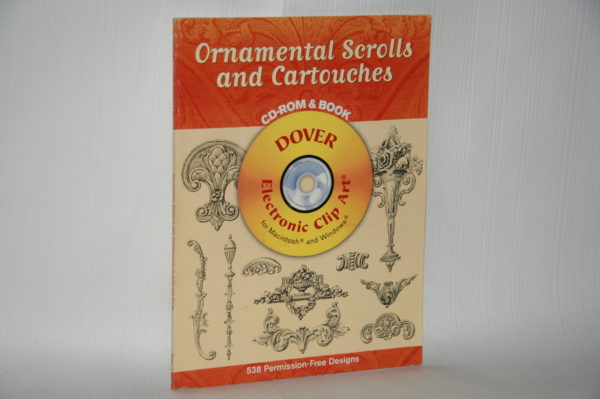 Ornamental Scrolls
and Cartouches
CD-ROM & BOOK
DOVER
Electronic Clip Art®
for Macintosh® and Windows®
538 Permission-Free Designs